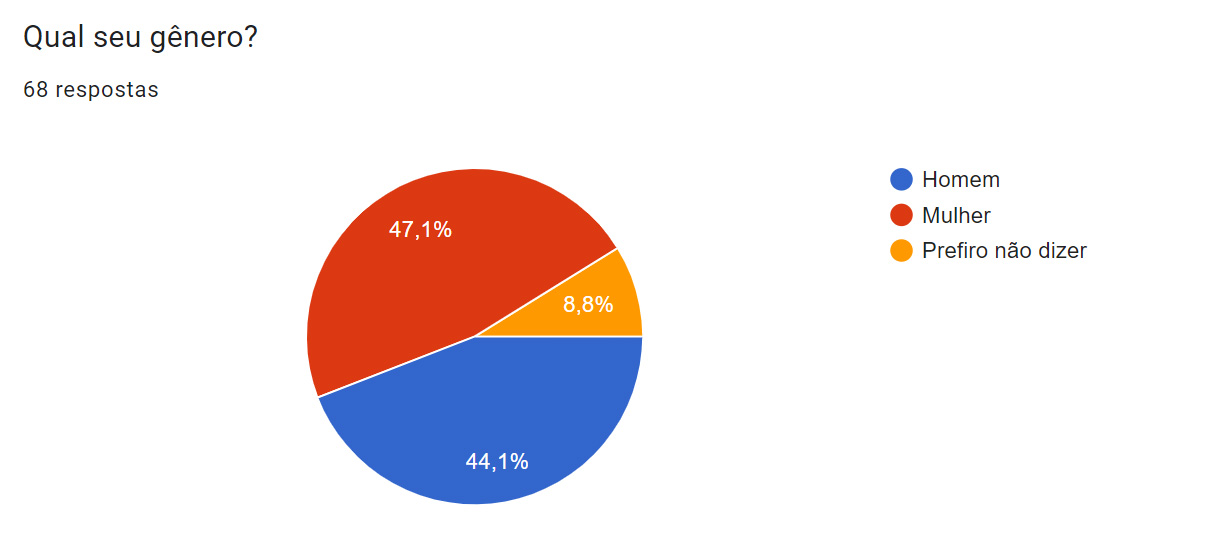 Qual seu gênero?
68 respostas
47,1%
8,8%
44,1%
Homem
Mulher
Prefiro não dizer